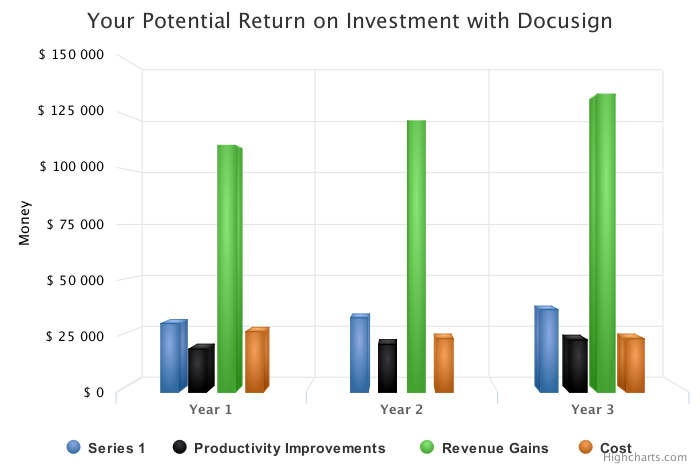 Your Potential Return on Investment with Docusign
$ 150 000
$ 125 000
$ 100 000
$ 75 000
$ 50 000
$ 25 000
$ 0
Money
Year 1
Year 2
Year 3
Series 1
Productivity Improvements
Revenue Gains
Cost
Highcharts.com